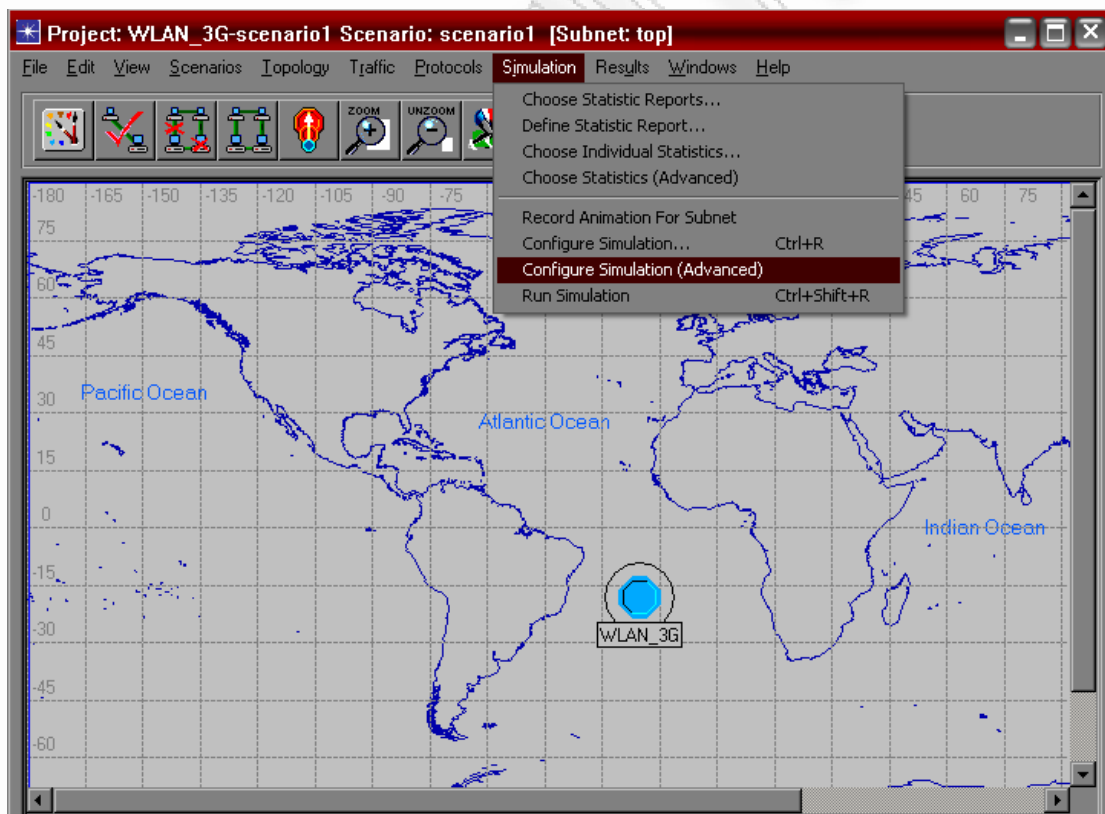 Project: WLAN_3G-scenario1 Scenario: scenario1 [Subnet: top]
File Edit View Scenarios Topology Traffic Protocols Simulation Results Windows Help
ZOOM UNZOOM
Choose Statistic Reports...
Define Statistic Report...
Choose Individual Statistics...
Choose Statistics (Advanced)
Record Animation For Subnet
Configure Simulation... Ctrl+R
Configure Simulation (Advanced)
Run Simulation Ctrl+Shift+R
-180 -165 -150 -135 -120 -105 -90 -75 45 60 75
75
60
45
Pacific Ocean
30
Atlantic Ocean
15
0
Indian Ocean
-15
-30
WLAN_3G
-45
-60